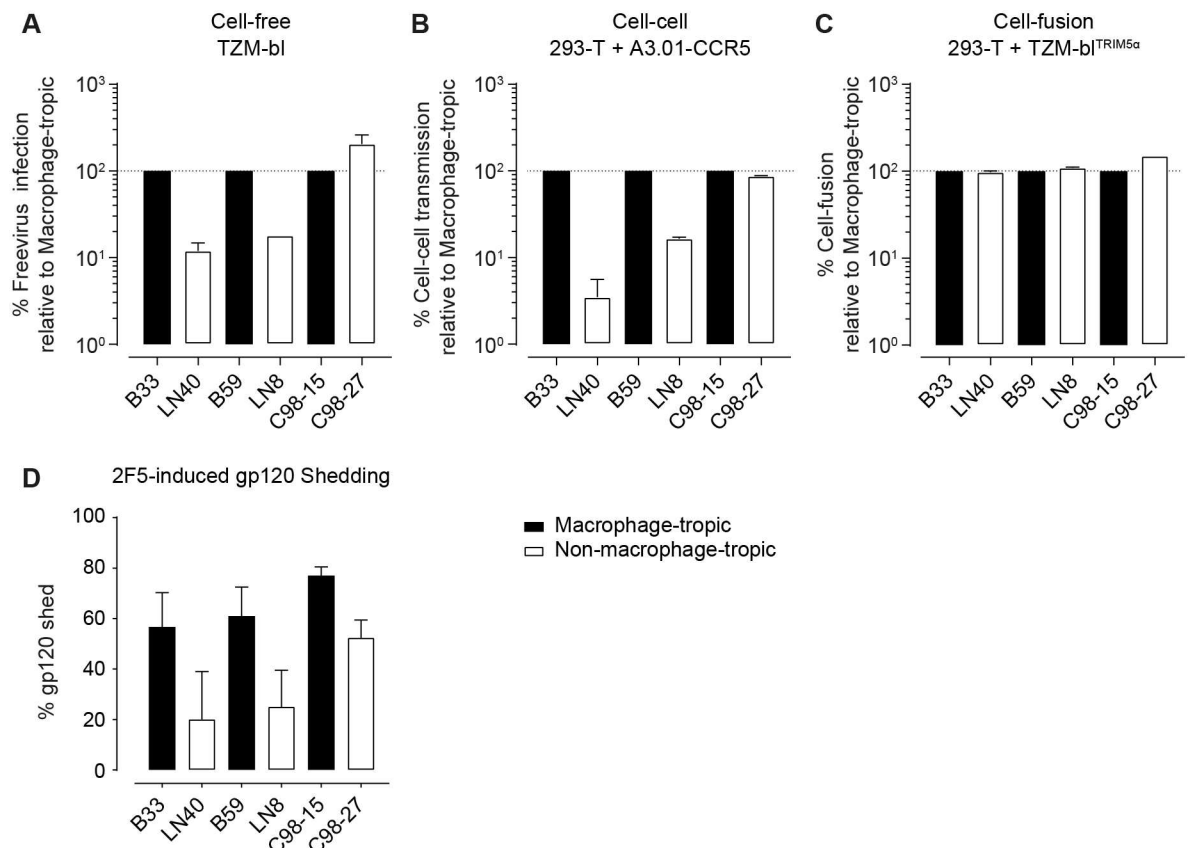 A
Cell-free
TZM-bl
% Freevirus infection
relative to Macrophage-tropic
10³
10²
10¹
10⁰
B33
LN40
B59
LN8
C98-15
C98-27
B
Cell-cell
293-T + A3.01-CCR5
% Cell-cell transmission
relative to Macrophage-tropic
10³
10²
10¹
10⁰
B33
LN40
B59
LN8
C98-15
C98-27
C
Cell-fusion
293-T + TZM-blᵀᴿᴵᴹ⁵ᵅ
% Cell-fusion
relative to Macrophage-tropic
10³
10²
10¹
10⁰
B33
LN40
B59
LN8
C98-15
C98-27
D
2F5-induced gp120 Shedding
% gp120 shed
100
80
60
40
20
0
B33
LN40
B59
LN8
C98-15
C98-27
Macrophage-tropic
Non-macrophage-tropic